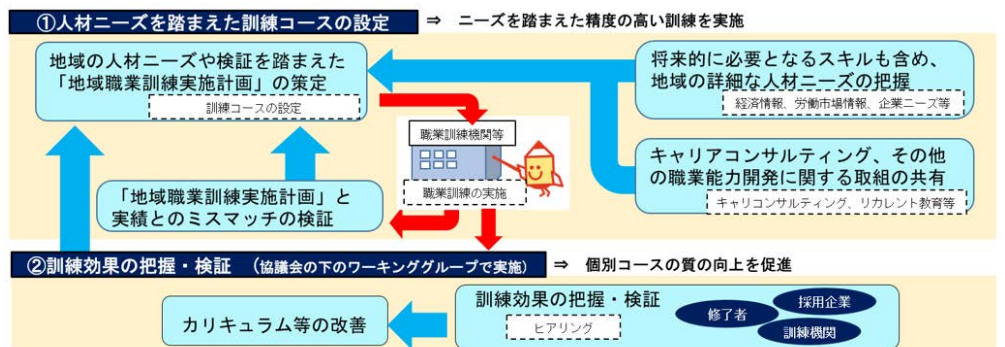 ①人材ニーズを踏まえた訓練コースの設定
⇒ ニーズを踏まえた精度の高い訓練を実施
地域の人材ニーズや検証を踏まえた
「地域職業訓練実施計画」の策定
訓練コースの設定
将来的に必要となるスキルも含め、
地域の詳細な人材ニーズの把握
経済情報、労働市場情報、企業ニーズ等
職業訓練機関等
職業訓練の実施
キャリアコンサルティング、その他
の職業能力開発に関する取組の共有
キャリコンサルティング、リカレント教育等
「地域職業訓練実施計画」と
実績とのミスマッチの検証
②訓練効果の把握・検証 （協議会の下のワーキンググループで実施）
⇒ 個別コースの質の向上を促進
カリキュラム等の改善
訓練効果の把握・検証
ヒアリング
修了者
採用企業
訓練機関